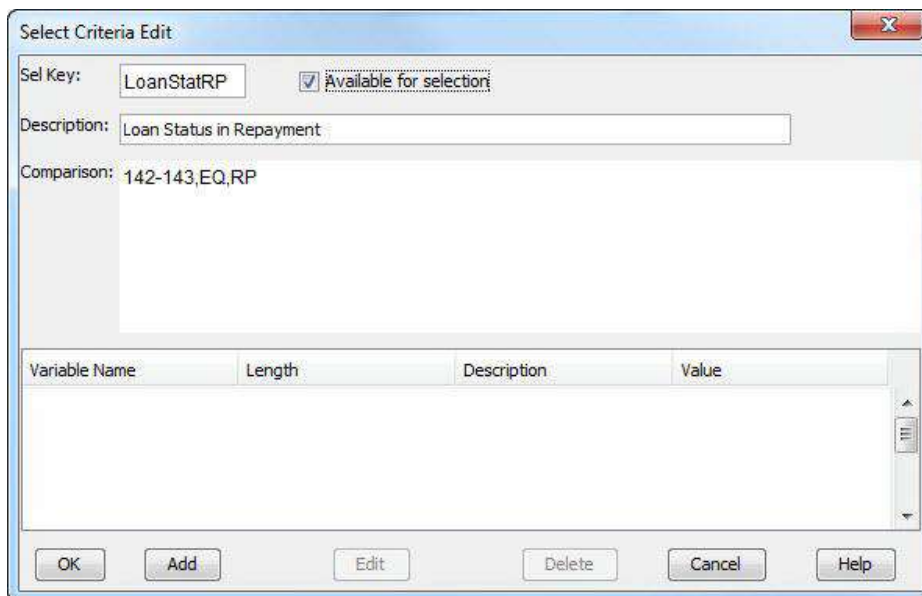 Select Criteria Edit
Sel Key: LoanStatRP Available for selection
Description: Loan Status in Repayment
Comparison: 142-143,EQ,RP
Variable Name Length Description Value
OK Add Edit Delete Cancel Help